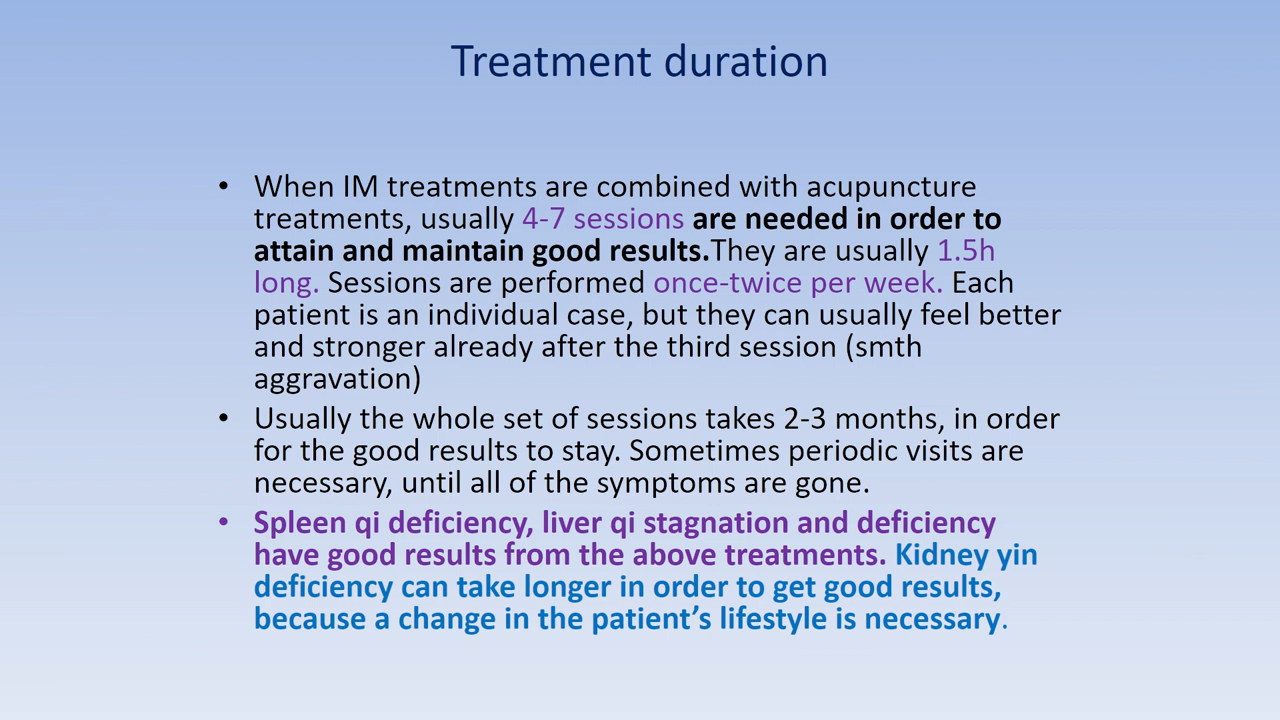 Treatment duration
• When IM treatments are combined with acupuncture
treatments, usually 4-7 sessions are needed in order to
attain and maintain good results.They are usually 1.5h
long. Sessions are performed once-twice per week. Each
patient is an individual case, but they can usually feel better
and stronger already after the third session (smth
aggravation)
• Usually the whole set of sessions takes 2-3 months, in order
for the good results to stay. Sometimes periodic visits are
necessary, until all of the symptoms are gone.
• Spleen qi deficiency, liver qi stagnation and deficiency
have good results from the above treatments. Kidney yin
deficiency can take longer in order to get good results,
because a change in the patient’s lifestyle is necessary.